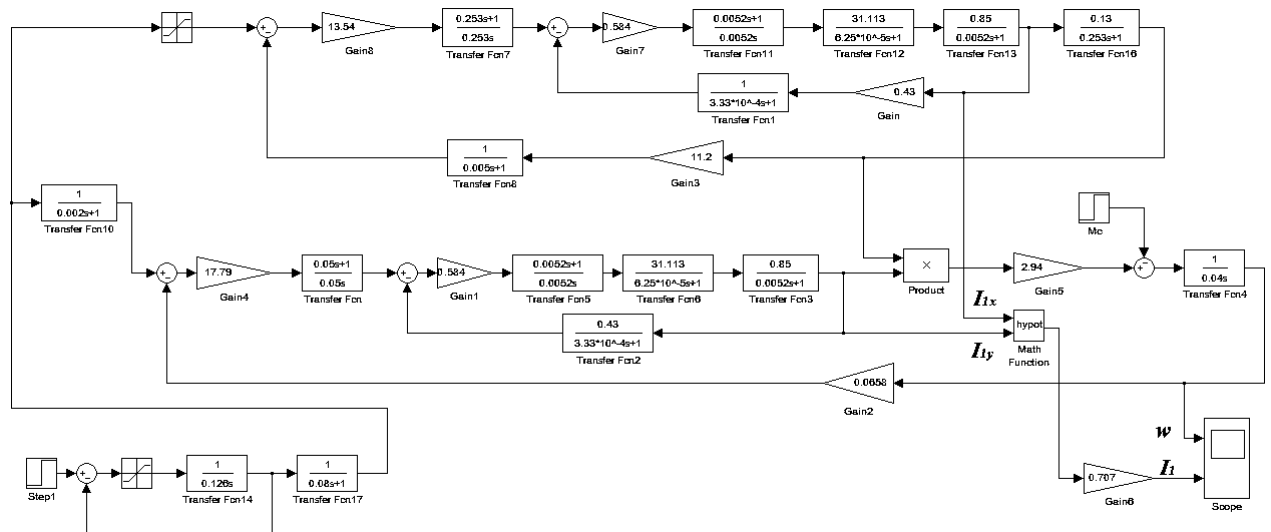 13.54
Gain8
0.253s+1
0.253s
Transfer Fcn7
0.584
Gain7
0.0052s+1
0.0052s
Transfer Fcn11
31.113
6.25*10^-5s+1
Transfer Fcn12
0.85
0.0052s+1
Transfer Fcn13
0.13
0.253s+1
Transfer Fcn16
1
3.33*10^-4s+1
Transfer Fcn1
0.43
Gain
1
0.005s+1
Transfer Fcn8
11.2
Gain3
1
0.002s+1
Transfer Fcn10
17.79
Gain4
0.05s+1
0.05s
Transfer Fcn
0.584
Gain1
0.0052s+1
0.0052s
Transfer Fcn5
31.113
6.25*10^-5s+1
Transfer Fcn6
0.85
0.0052s+1
Transfer Fcn3
×
Product
2.94
Gain5
Mc
1
0.04s
Transfer Fcn4
0.43
3.33*10^-4s+1
Transfer Fcn2
I1x
I1y
hypot
Math
Function
0.0658
Gain2
Step1
1
0.126s
Transfer Fcn14
1
0.08s+1
Transfer Fcn17
0.707
Gain6
w
I1
Scope